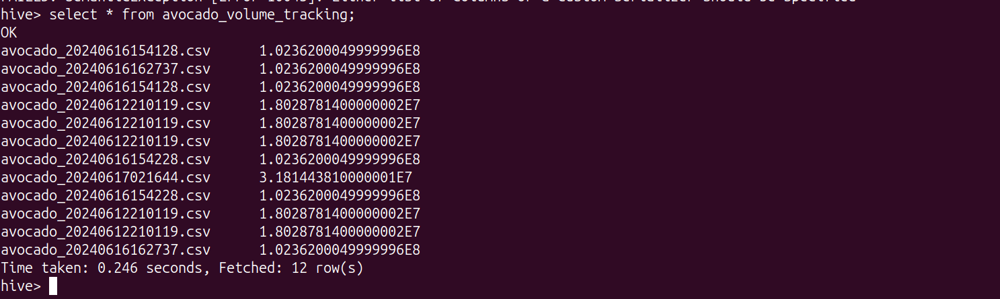 FAILED: SemanticException [Error 10043]: Either list of columns or a custom serializer should be specified
hive> select * from avocado_volume_tracking;
OK
avocado_20240616154128.csv	1.0236200049999996E8
avocado_20240616162737.csv	1.0236200049999996E8
avocado_20240616154128.csv	1.0236200049999996E8
avocado_20240612210119.csv	1.8028781400000002E7
avocado_20240612210119.csv	1.8028781400000002E7
avocado_20240612210119.csv	1.8028781400000002E7
avocado_20240616154228.csv	1.0236200049999996E8
avocado_20240617021644.csv	3.181443810000001E7
avocado_20240616154228.csv	1.0236200049999996E8
avocado_20240612210119.csv	1.8028781400000002E7
avocado_20240612210119.csv	1.8028781400000002E7
avocado_20240616162737.csv	1.0236200049999996E8
Time taken: 0.246 seconds, Fetched: 12 row(s)
hive>